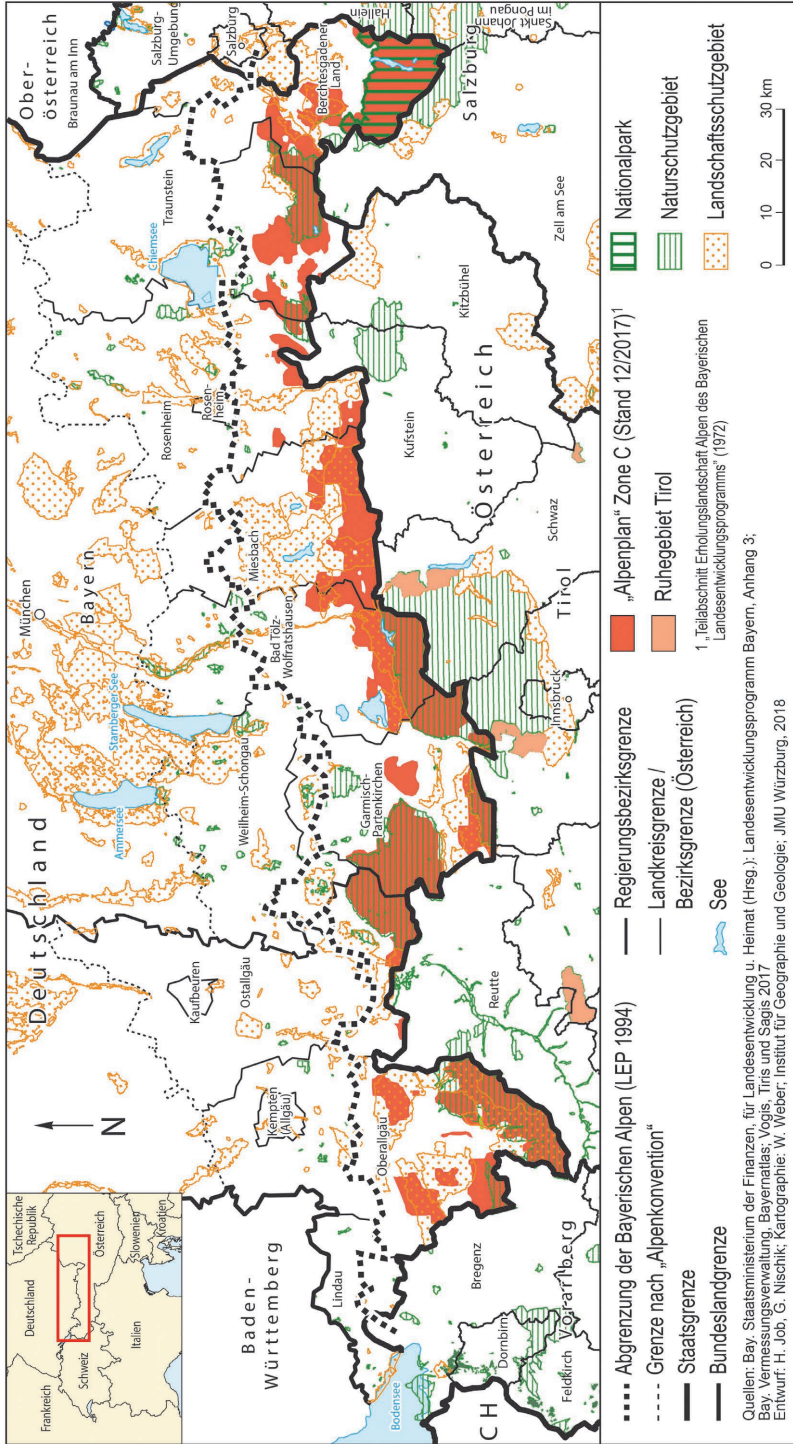 Frankreich
Deutschland
Tschechische
Republik
Schweiz
Österreich
Italien
Slowenien
Kroatien
N
Deutschland
Baden-
Württemberg
Bayern
Ober-
österreich
Braunau am Inn
Salzburg-
Umgebung
Salzburg
Hallein
Sankt Johann
im Pongau
Berchtesgadener
Land
Salzburg
Traunstein
Chiemsee
Rosenheim
Rosen-
heim
München
Miesbach
Bad Tölz-
Wolfratshausen
Starnberger See
Ammersee
Weilheim-Schongau
Garmisch-
Partenkirchen
Kaufbeuren
Ostallgäu
Kempten
(Allgäu)
Oberallgäu
Lindau
Bodensee
CH
Bregenz
Dornbirn
Feldkirch
Vorarlberg
Reutte
Innsbruck
Tirol
Schwaz
Kufstein
Österreich
Kitzbühel
Zell am See
Abgrenzung der Bayerischen Alpen (LEP 1994)
Grenze nach „Alpenkonvention“
Staatsgrenze
Bundeslandgrenze
Regierungsbezirksgrenze
Landkreisgrenze /
Bezirksgrenze (Österreich)
See
„Alpenplan“ Zone C (Stand 12/2017)¹
Ruhegebiet Tirol
1 „Teilabschnitt Erholungslandschaft Alpen des Bayerischen
Landesentwicklungsprogramms“ (1972)
Nationalpark
Naturschutzgebiet
Landschaftsschutzgebiet
0 10 20 30 km
Quellen: Bay. Staatsministerium der Finanzen, für Landesentwicklung u. Heimat (Hrsg.): Landesentwicklungsprogramm Bayern, Anhang 3;
Bay. Vermessungsverwaltung, Bayernatlas; Vogis, Tiris und Sagis 2017
Entwurf: H. Job, G. Nischik; Kartographie: W. Weber; Institut für Geographie und Geologie; JMU Würzburg, 2018